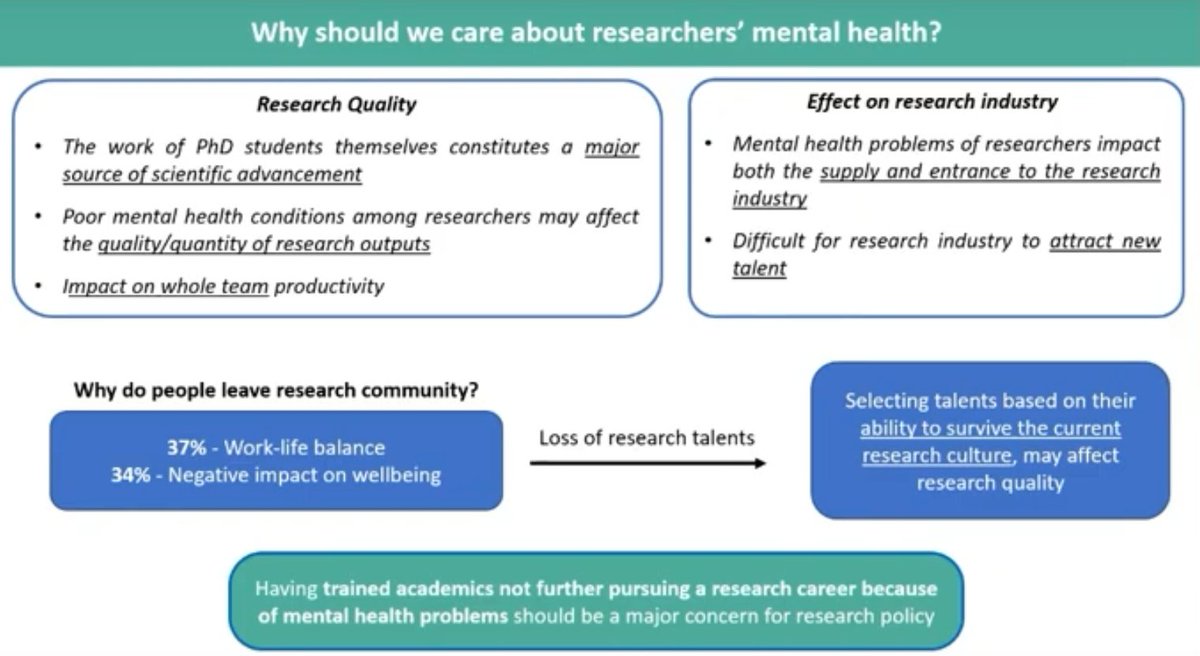 Why should we care about researchers’ mental health?
Research Quality
• The work of PhD students themselves constitutes a major
source of scientific advancement
• Poor mental health conditions among researchers may affect
the quality/quantity of research outputs
• Impact on whole team productivity
Effect on research industry
• Mental health problems of researchers impact
both the supply and entrance to the research
industry
• Difficult for research industry to attract new
talent
Why do people leave research community?
37% - Work-life balance
34% - Negative impact on wellbeing
Loss of research talents
Selecting talents based on their
ability to survive the current
research culture, may affect
research quality
Having trained academics not further pursuing a research career because
of mental health problems should be a major concern for research policy